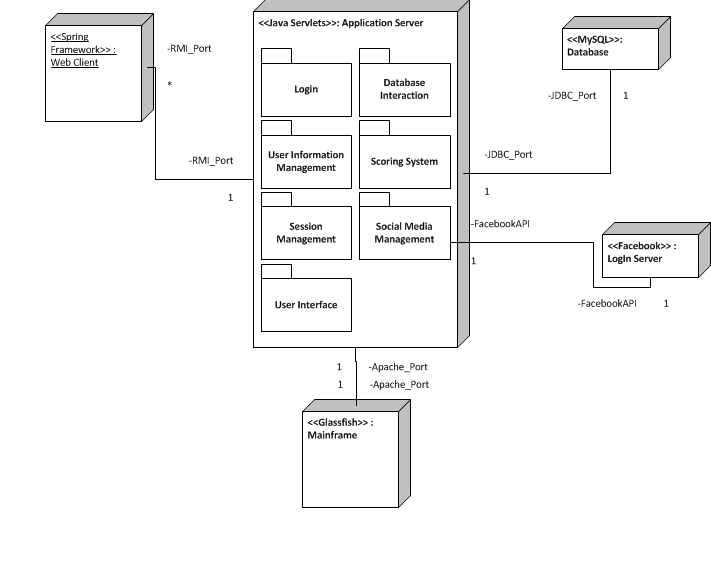 <<Spring
Framework>> :
Web Client
-RMI_Port
*
-RMI_Port
1
<<Java Servlets>>: Application Server
Login
Database
Interaction
User Information
Management
Scoring System
Session
Management
Social Media
Management
User Interface
<<MySQL>>:
Database
-JDBC_Port
1
-JDBC_Port
1
-FacebookAPI
1
<<Facebook>> :
LogIn Server
-FacebookAPI
1
1
-Apache_Port
1
-Apache_Port
<<Glassfish>> :
Mainframe